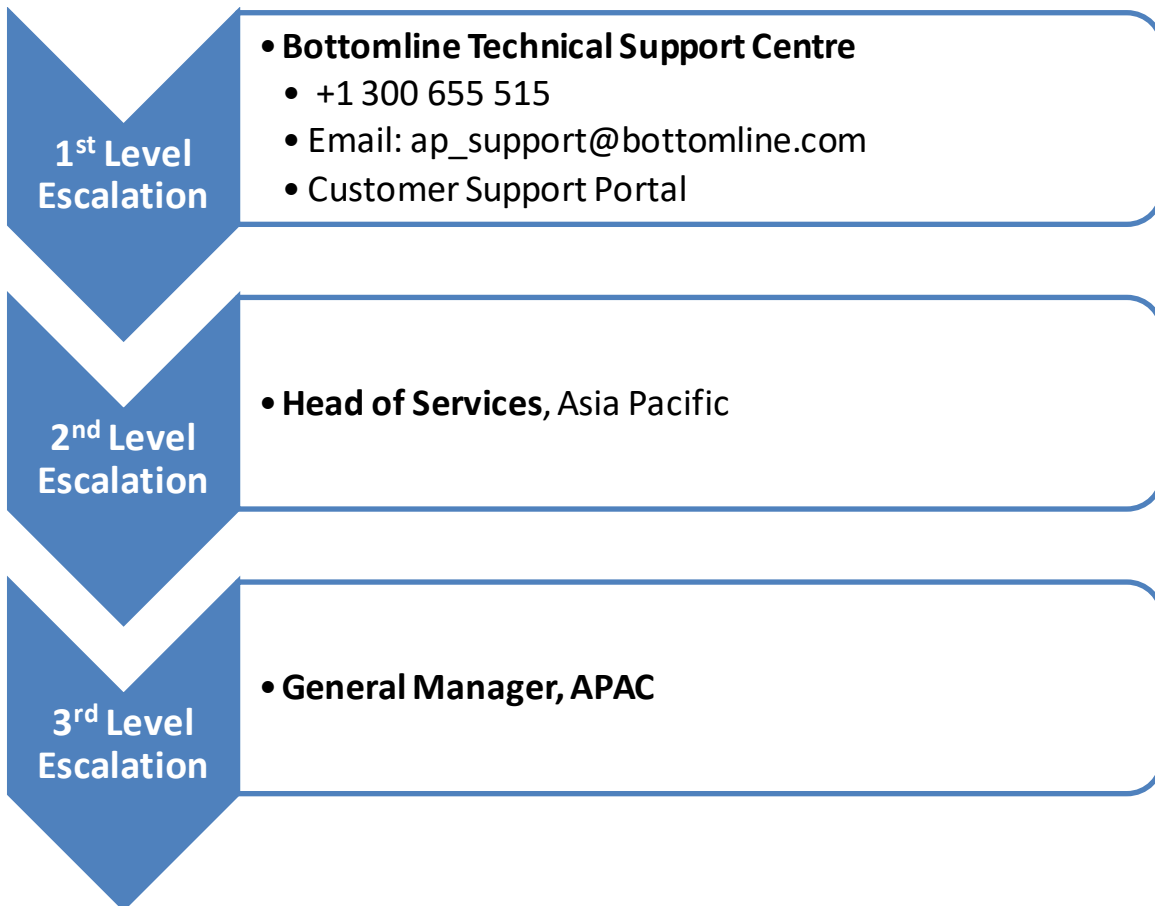 1st Level
Escalation
• Bottomline Technical Support Centre
• +1 300 655 515
• Email: ap_support@bottomline.com
• Customer Support Portal
2nd Level
Escalation
• Head of Services, Asia Pacific
3rd Level
Escalation
• General Manager, APAC